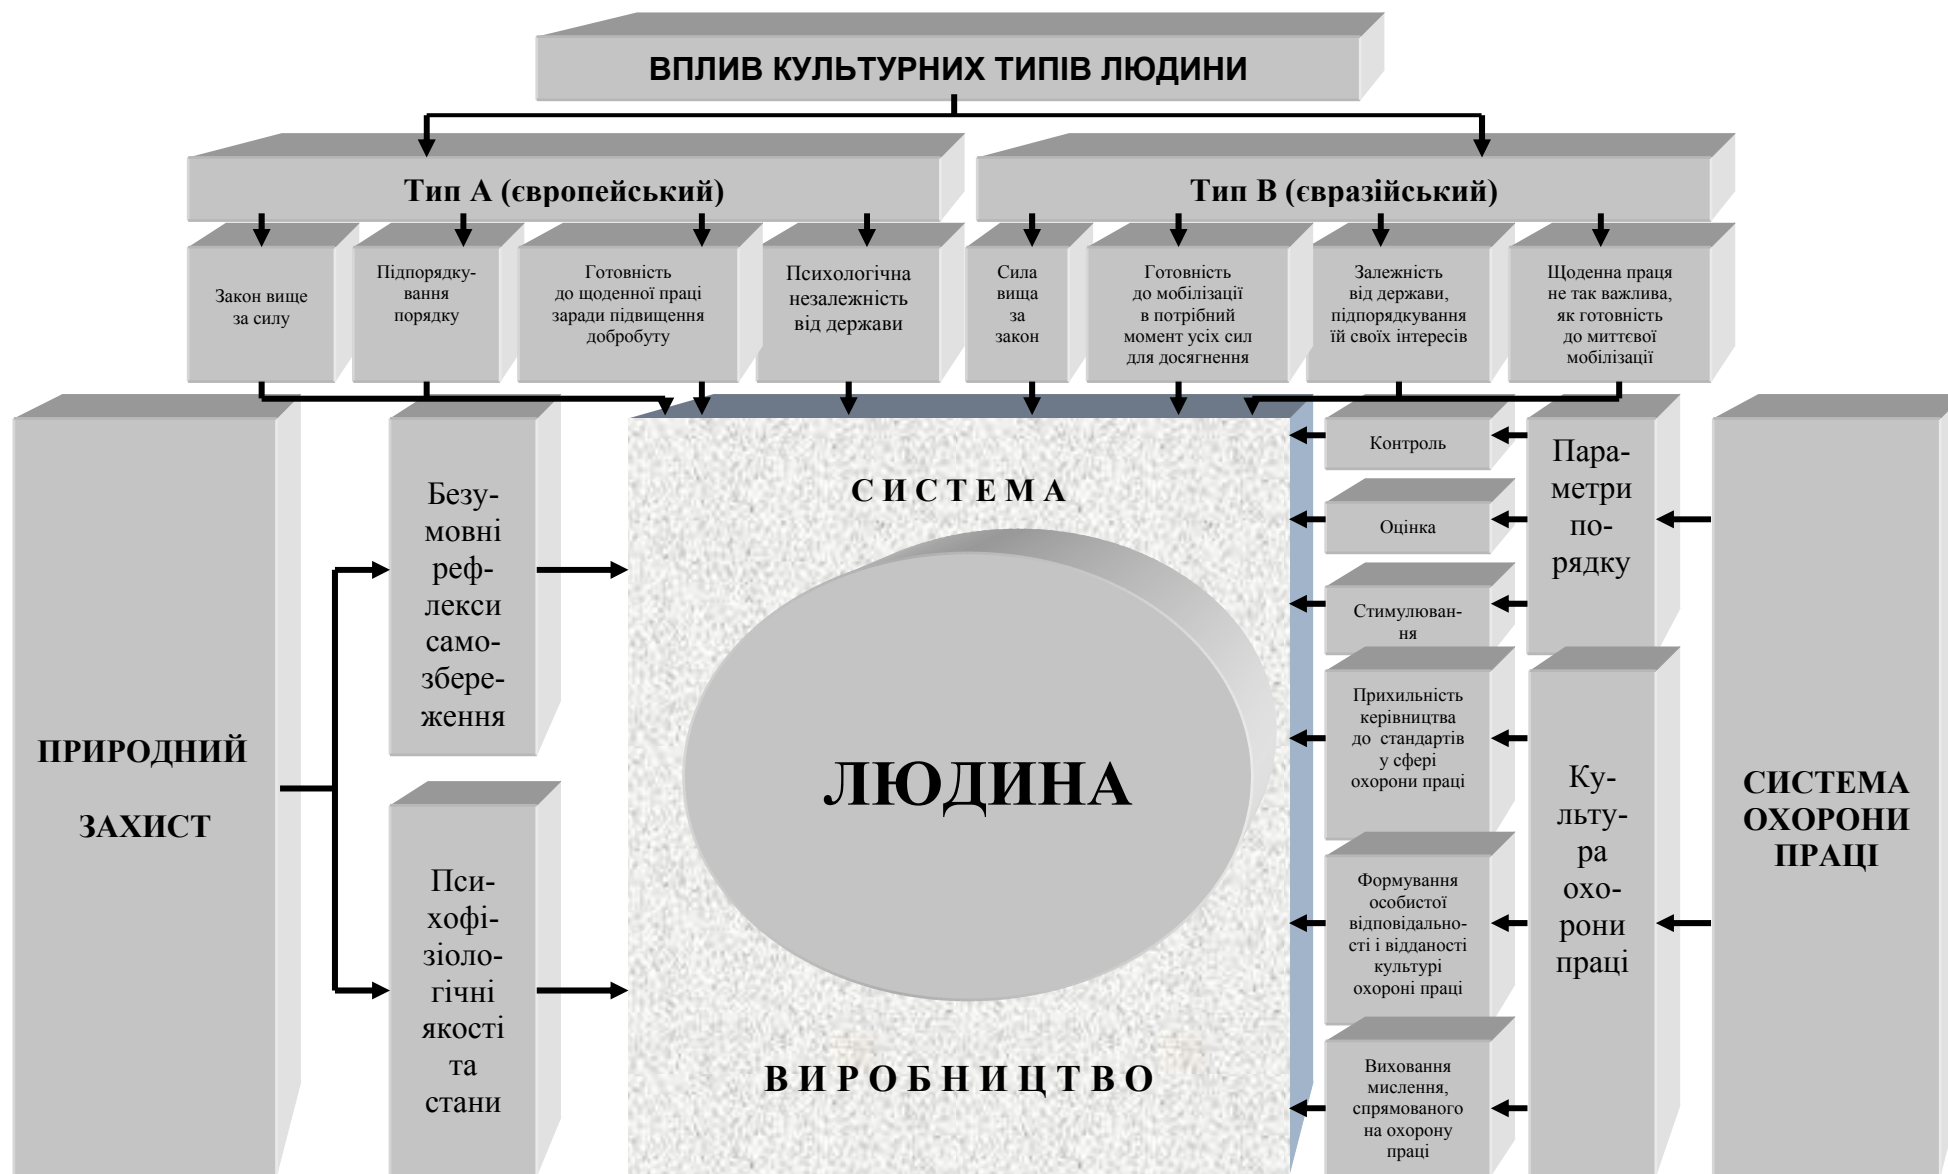 ВПЛИВ КУЛЬТУРНИХ ТИПІВ ЛЮДИНИ
Тип А (європейський)
Тип В (євразійський)
Закон вище
за силу
Підпорядку-
вання
порядку
Готовність
до щоденної праці
заради підвищення
добробуту
Психологічна
незалежність
від держави
Сила
вища
за
закон
Готовність
до мобілізації
в потрібний
момент усіх сил
для досягнення
Залежність
від держави,
підпорядкування
їй своїх інтересів
Щоденна праця
не так важлива,
як готовність
до миттєвої
мобілізації
ПРИРОДНИЙ
ЗАХИСТ
Безу-
мовні
реф-
лекси
само-
збере-
ження
Пси-
хофі-
зіоло-
гічні
якості
та
стани
СИСТЕМА
ЛЮДИНА
ВИРОБНИЦТВО
Контроль
Оцінка
Стимулюван-
ня
Прихильність
керівництва
до стандартів
у сфері
охорони праці
Формування
особистої
відповідально-
сті і відданості
культурі
охороні праці
Виховання
мислення,
спрямованого
на охорону
праці
Пара-
метри
по-
рядку
Ку-
льту-
ра
охо-
рони
праці
СИСТЕМА
ОХОРОНИ
ПРАЦІ